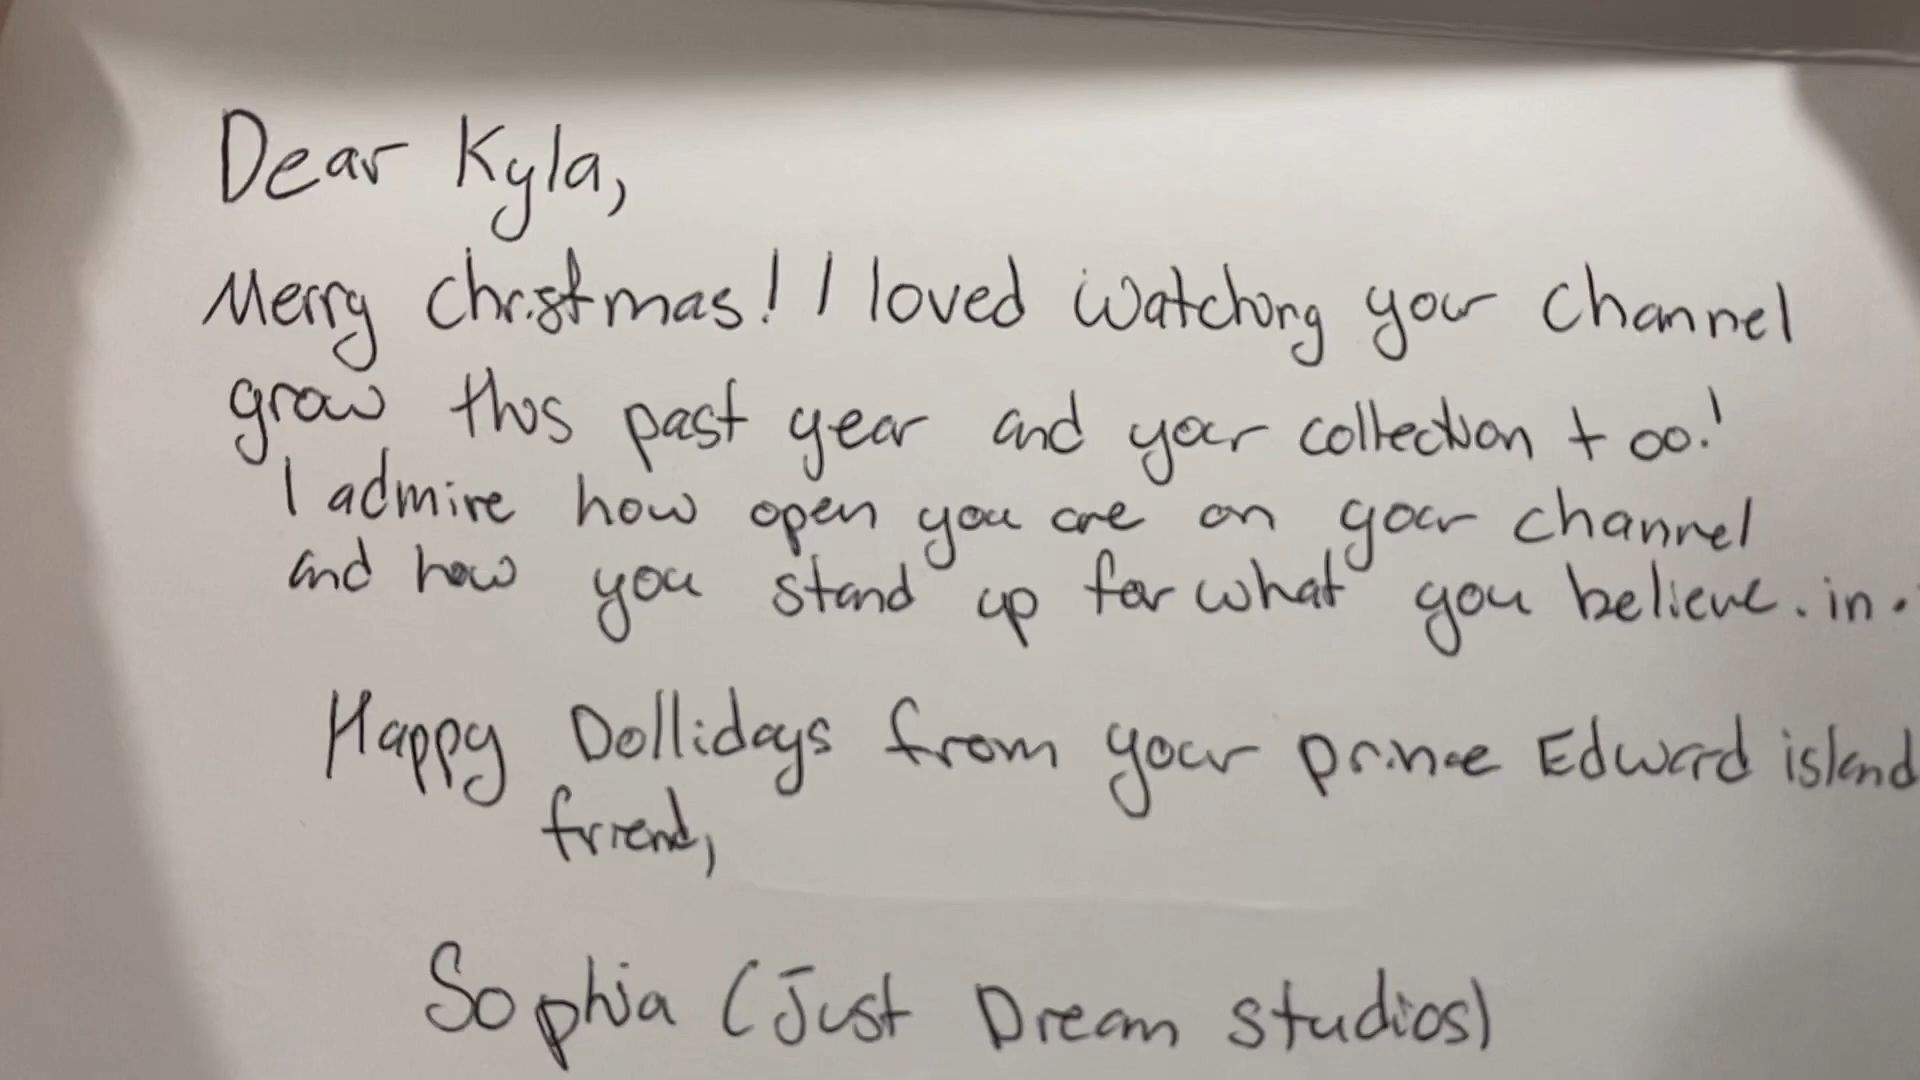 Dear Kyla,
Merry Christmas! I loved watching your channel
grow this past year and your collection too!
I admire how open you are on your channel
and how you stand up for what you believe. in.
Happy Dollidays from your prince Edward island
friend,
Sophia (Just Dream studios)